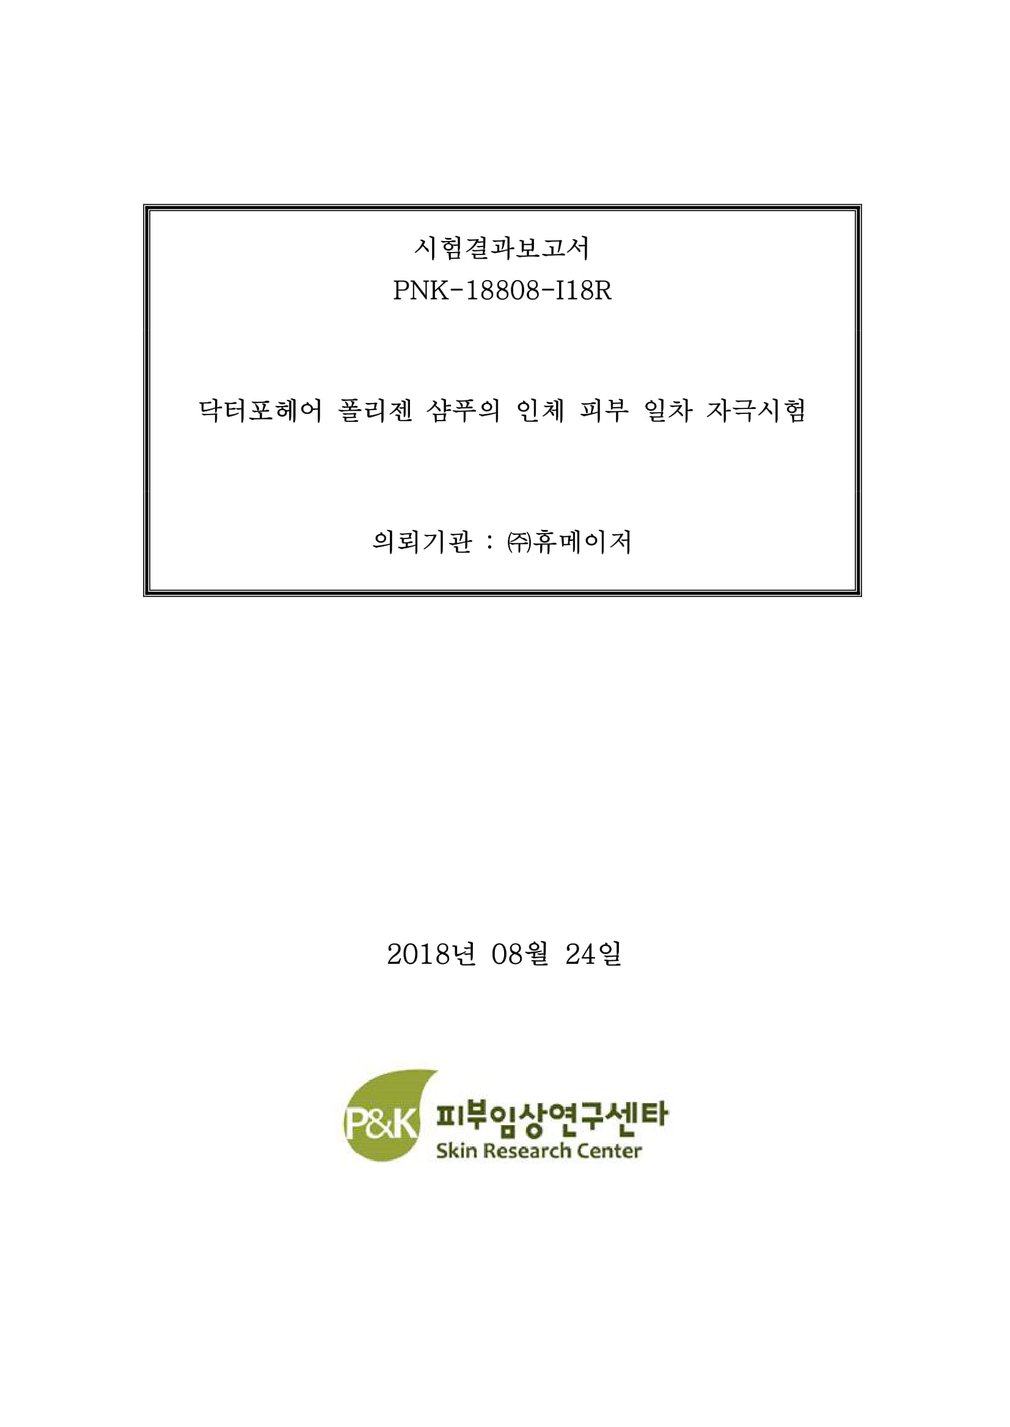 시험결과보고서
PNK-18808-I18R
닥터포헤어 폴리젠 샴푸의 인체 피부 일차 자극시험
의뢰기관 : ㈜휴메이저
2018년 08월 24일
P&K 피부임상연구센타
Skin Research Center